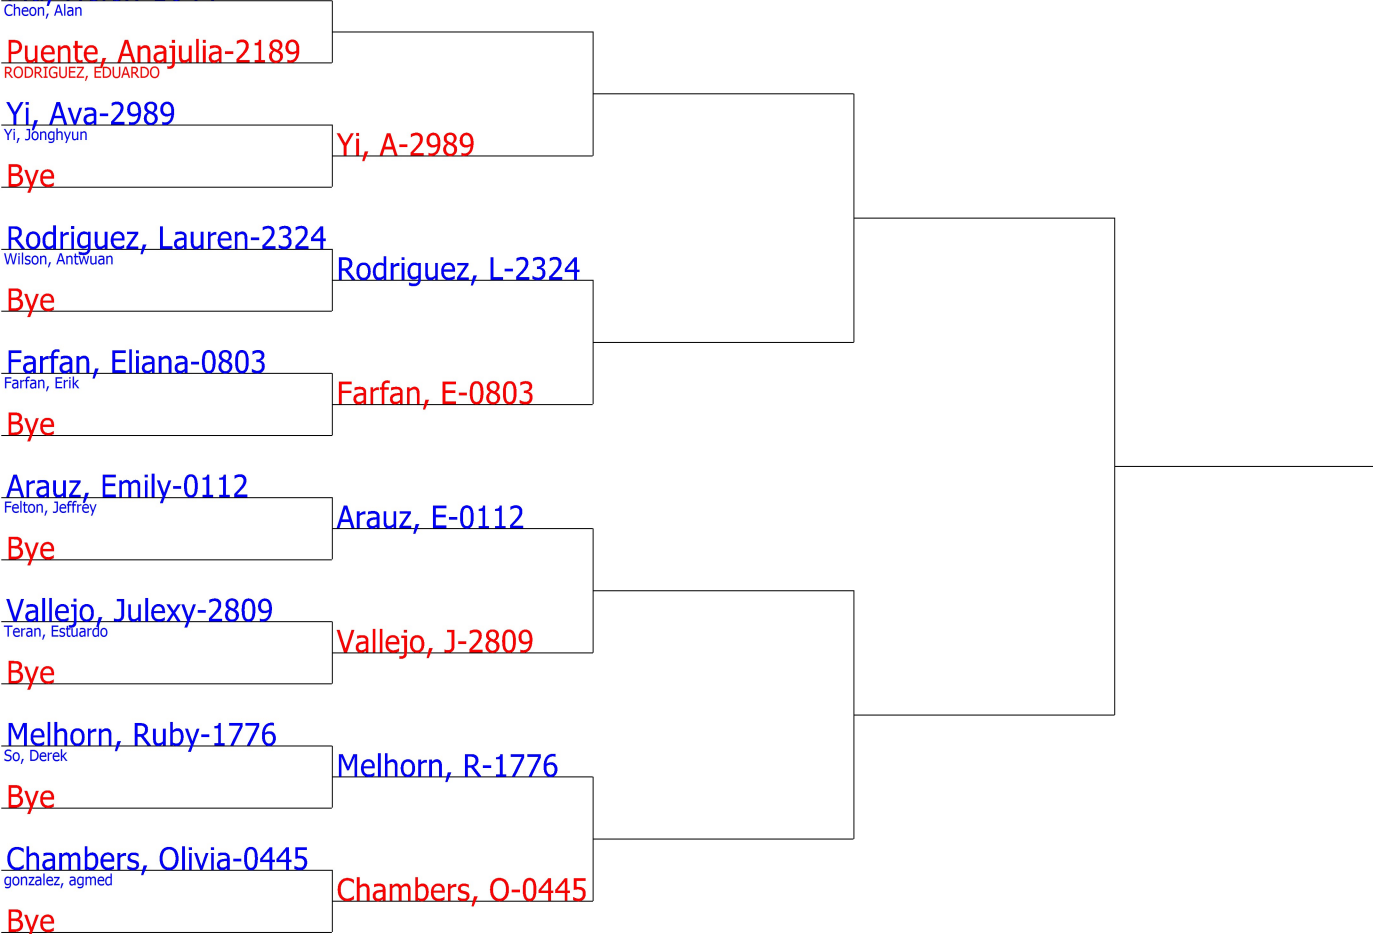 Cheon, Alan
Puente, Anajulia-2189
RODRIGUEZ, EDUARDO
Yi, Ava-2989
Yi, Jonghyun
Yi, A-2989
Bye
Rodriguez, Lauren-2324
Wilson, Antwuan
Rodriguez, L-2324
Bye
Farfan, Eliana-0803
Farfan, Erik
Farfan, E-0803
Bye
Arauz, Emily-0112
Felton, Jeffrey
Arauz, E-0112
Bye
Vallejo, Julexy-2809
Teran, Estuardo
Vallejo, J-2809
Bye
Melhorn, Ruby-1776
So, Derek
Melhorn, R-1776
Bye
Chambers, Olivia-0445
gonzalez, agmed
Chambers, O-0445
Bye